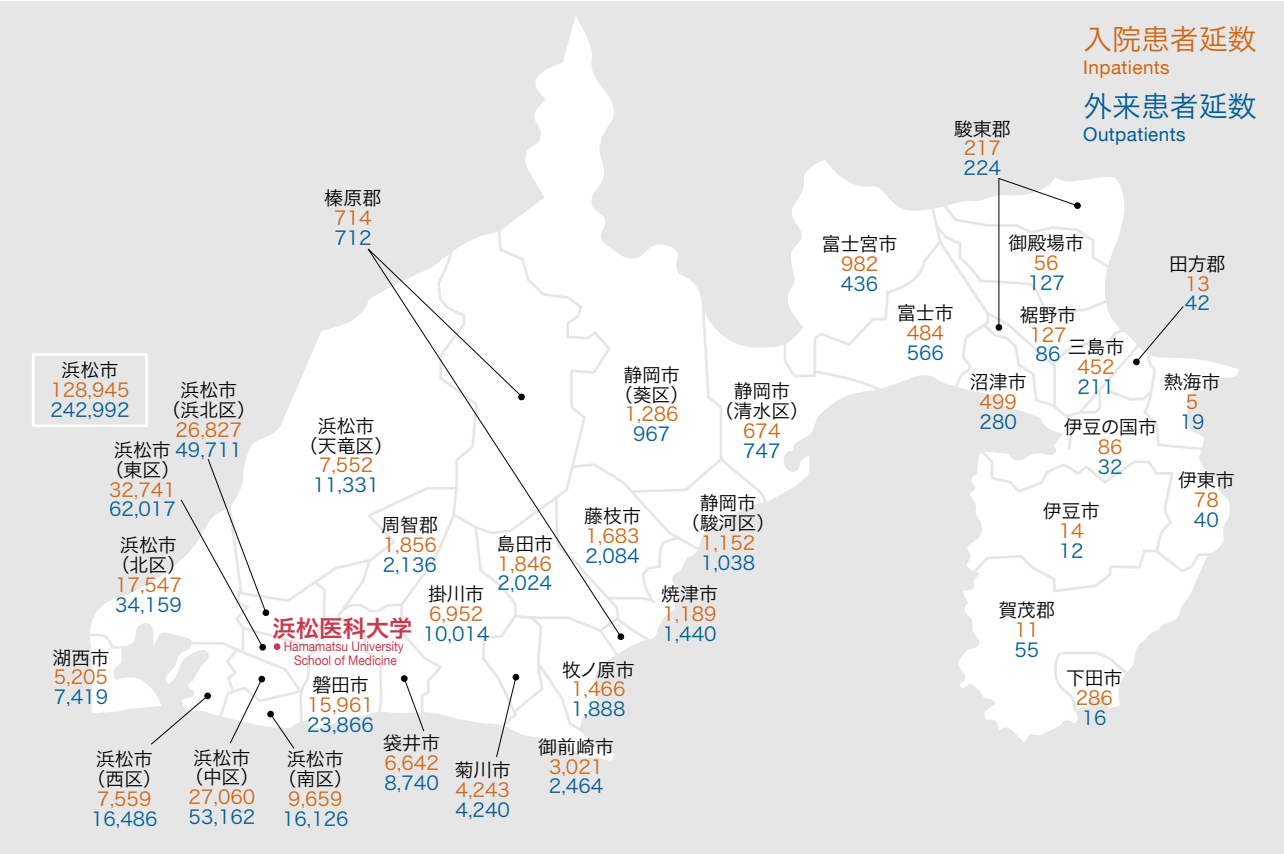 入院患者延数
Inpatients
外来患者延数
Outpatients
駿東郡
217
224
榛原郡
714
712
富士宮市
982
436
御殿場市
56
127
田方郡
13
42
富士市
484
566
裾野市
127
86
三島市
452
211
浜松市
128,945
242,992
浜松市
（浜北区）
26,827
49,711
静岡市
（葵区）
1,286
967
静岡市
（清水区）
674
747
沼津市
499
280
熱海市
5
19
浜松市
（天竜区）
7,552
11,331
伊豆の国市
86
32
浜松市
（東区）
32,741
62,017
伊東市
78
40
静岡市
（駿河区）
1,152
1,038
伊豆市
14
12
周智郡
1,856
2,136
藤枝市
1,683
2,084
島田市
1,846
2,024
浜松市
（北区）
17,547
34,159
掛川市
6,952
10,014
焼津市
1,189
1,440
賀茂郡
11
55
浜松医科大学
Hamamatsu University
School of Medicine
湖西市
5,205
7,419
磐田市
15,961
23,866
牧ノ原市
1,466
1,888
下田市
286
16
浜松市
（西区）
7,559
16,486
浜松市
（中区）
27,060
53,162
浜松市
（南区）
9,659
16,126
袋井市
6,642
8,740
菊川市
4,243
4,240
御前崎市
3,021
2,464